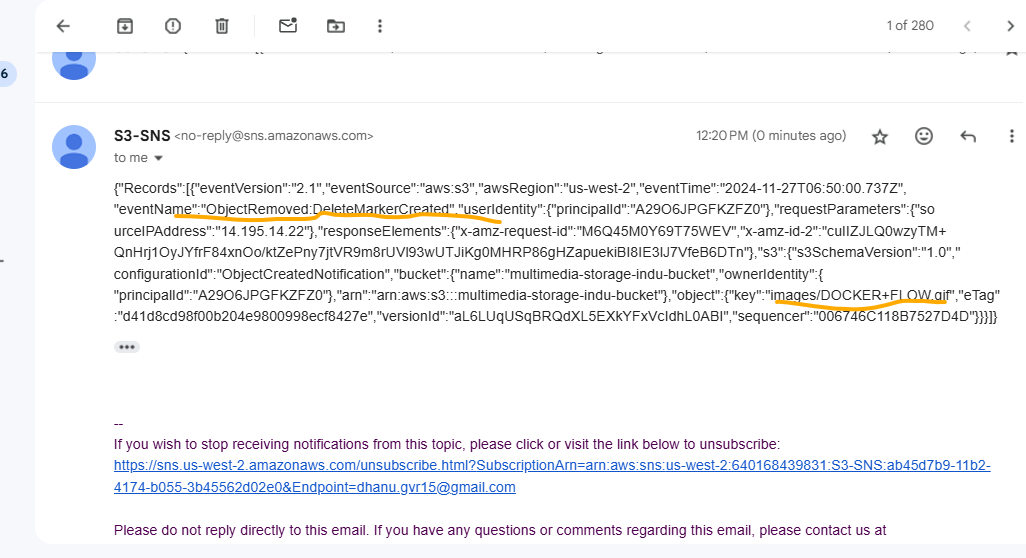 1 of 280
6
S3-SNS <no-reply@sns.amazonaws.com>
12:20 PM (0 minutes ago)
to me
{"Records":[{"eventVersion":"2.1","eventSource":"aws:s3","awsRegion":"us-west-2","eventTime":"2024-11-27T06:50:00.737Z",
"eventName":"ObjectRemoved:DeleteMarkerCreated","userIdentity":{"principalId":"A29O6JPGFKZFZ0"},"requestParameters":{"so
urceIPAddress":"14.195.14.22"},"responseElements":{"x-amz-request-id":"M6Q45M0Y69T75WEV","x-amz-id-2":"cuIIZJLQ0wzyTM+
QnHrj1OyJYfrF84xnOo/ktZePny7jtVR9m8rUVI93wUTJiKg0MHRP86gHZapuekiBI8IE3IJ7VfeB6DTn"},"s3":{"s3SchemaVersion":"1.0","
configurationId":"ObjectCreatedNotification","bucket":{"name":"multimedia-storage-indu-bucket","ownerIdentity":{
"principalId":"A29O6JPGFKZFZ0"},"arn":"arn:aws:s3:::multimedia-storage-indu-bucket"},"object":{"key":"images/DOCKER+FLOW.gif","eTag"
:"d41d8cd98f00b204e9800998ecf8427e","versionId":"aL6LUqUSqBRQdXL5EXkYFxVcIdhL0ABI","sequencer":"006746C118B7527D4D"}}}]}
--
If you wish to stop receiving notifications from this topic, please click or visit the link below to unsubscribe:
https://sns.us-west-2.amazonaws.com/unsubscribe.html?SubscriptionArn=arn:aws:sns:us-west-2:640168439831:S3-SNS:ab45d7b9-11b2-
4174-b055-3b45562d02e0&Endpoint=dhanu.gvr15@gmail.com
Please do not reply directly to this email. If you have any questions or comments regarding this email, please contact us at